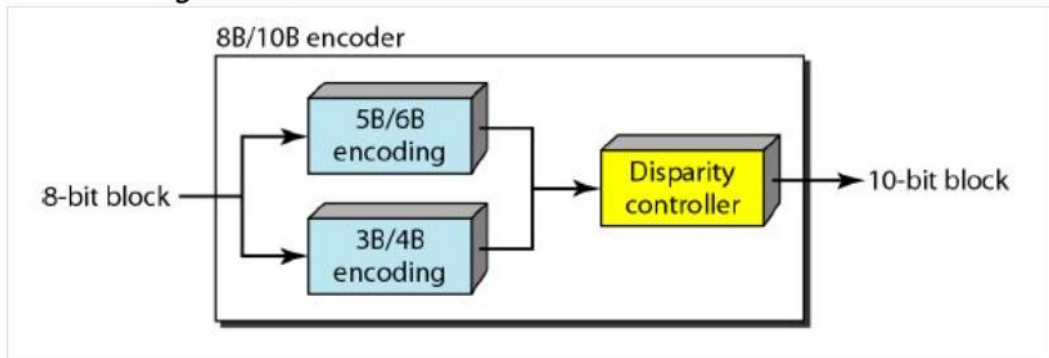 8B/10B encoder
5B/6B
encoding
8-bit block
3B/4B
encoding
Disparity
controller
10-bit block